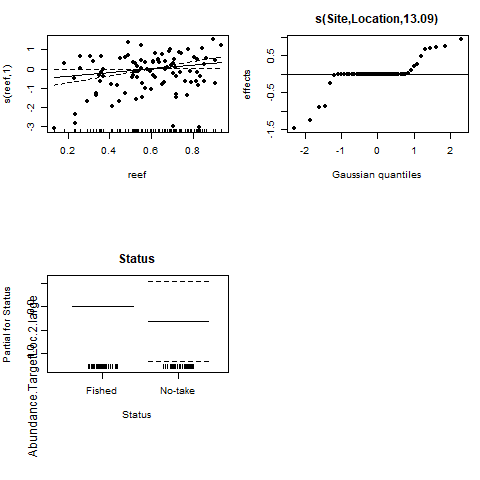 s(Site,Location,13.09)
s(reef,1)
1
0
-1
-2
-3
0.2 0.4 0.6 0.8
reef
effects
0.5
-0.5
-1.5
-2 -1 0 1 2
Gaussian quantiles
Status
Partial for Status
Abundance.TargetLoc.2.large
Fished No-take
Status